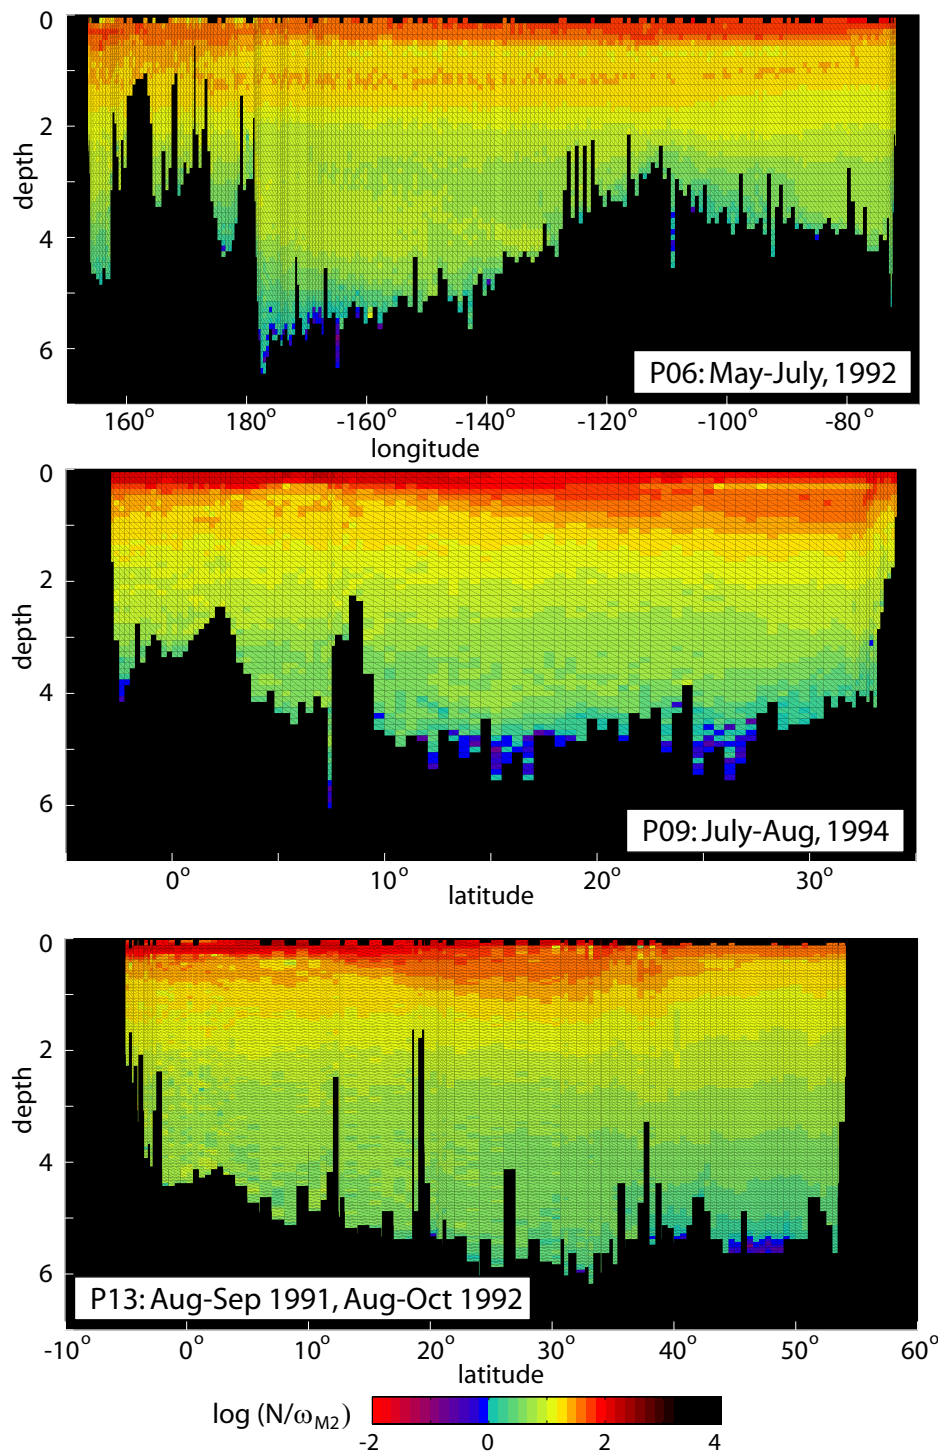 0
2
4
6
depth
P06: May-July, 1992
160° 180° -160° -140° -120° -100° -80°
longitude
0
2
4
6
depth
P09: July-Aug, 1994
0° 10° 20° 30°
latitude
0
2
4
6
depth
P13: Aug-Sep 1991, Aug-Oct 1992
-10° 0° 10° 20° 30° 40° 50° 60°
latitude
log (N/ωM2)
-2 0 2 4